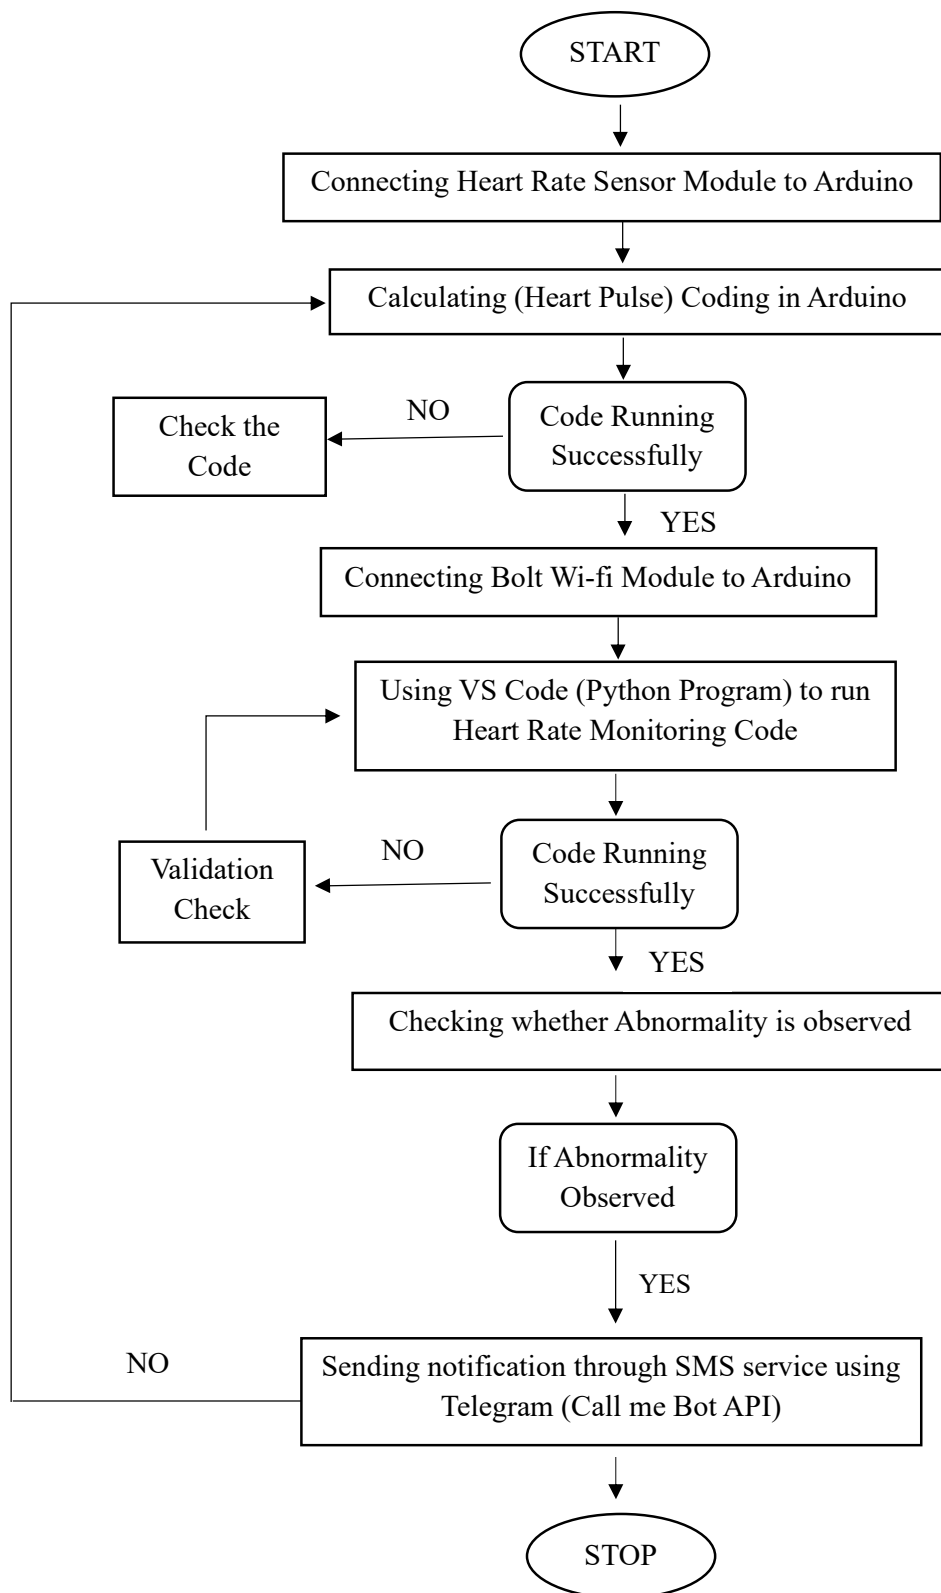 START
Connecting Heart Rate Sensor Module to Arduino
Calculating (Heart Pulse) Coding in Arduino
NO
Check the
Code
Code Running
Successfully
YES
Connecting Bolt Wi-fi Module to Arduino
Using VS Code (Python Program) to run
Heart Rate Monitoring Code
NO
Validation
Check
Code Running
Successfully
YES
Checking whether Abnormality is observed
If Abnormality
Observed
YES
NO
Sending notification through SMS service using
Telegram (Call me Bot API)
STOP